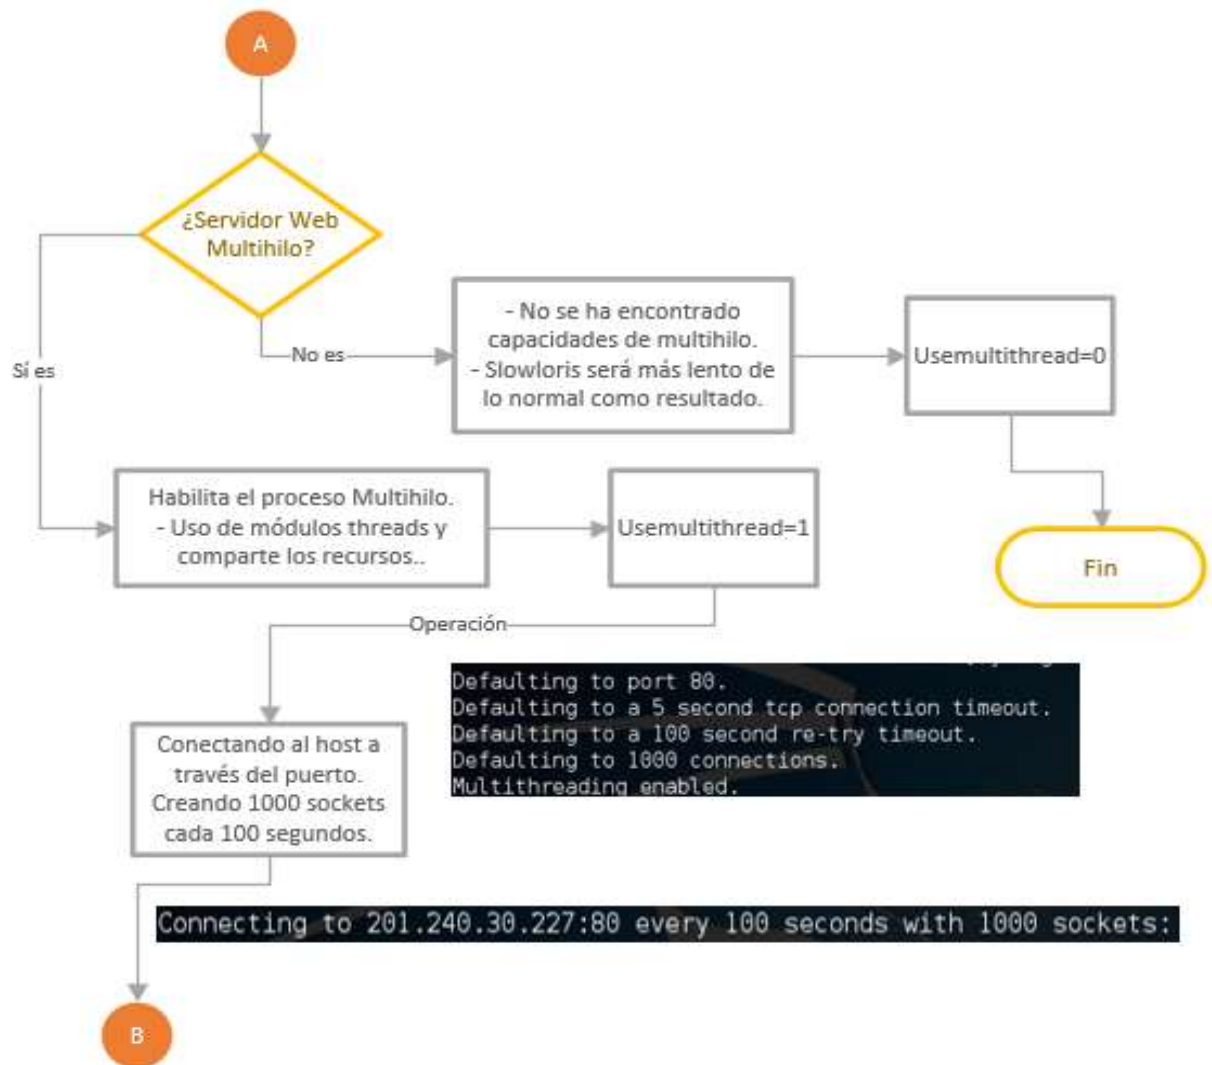 A
¿Servidor Web
Multihilo?
Sí es
No es
- No se ha encontrado
capacidades de multihilo.
- Slowloris será más lento de
lo normal como resultado.
Usemultithread=0
Habilita el proceso Multihilo.
- Uso de módulos threads y
comparte los recursos..
Usemultithread=1
Fin
Operación
Defaulting to port 80.
Defaulting to a 5 second tcp connection timeout.
Defaulting to a 100 second re-try timeout.
Defaulting to 1000 connections.
Multithreading enabled.
Conectando al host a
través del puerto.
Creando 1000 sockets
cada 100 segundos.
Connecting to 201.240.30.227:80 every 100 seconds with 1000 sockets:
B